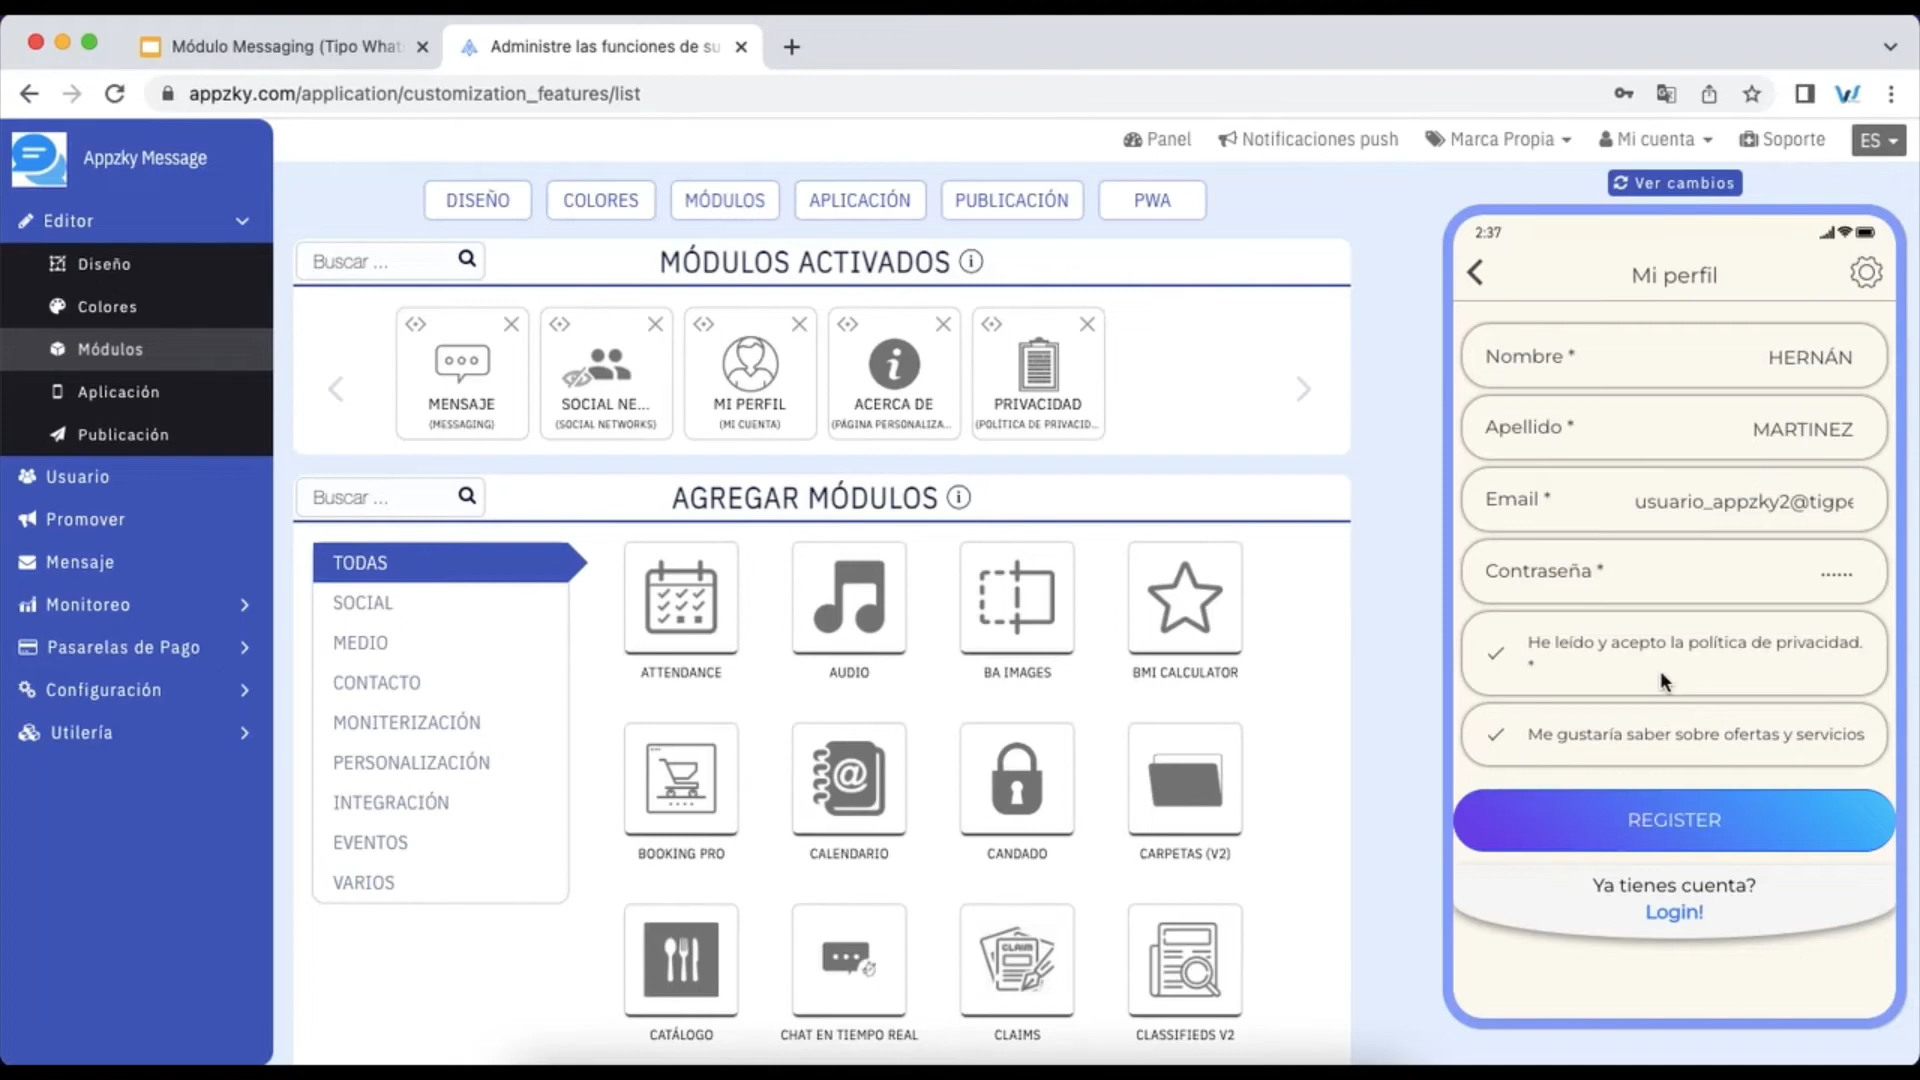 Módulo Messaging (Tipo What
Administre las funciones de su
appzky.com/application/customization_features/list
Appzky Message
Panel
Notificaciones push
Marca Propia
Mi cuenta
Soporte
ES
Editor
Diseño
Colores
Módulos
Aplicación
Publicación
Usuario
Promover
Mensaje
Monitoreo
Pasarelas de Pago
Configuración
Utilería
DISEÑO
COLORES
MÓDULOS
APLICACIÓN
PUBLICACIÓN
PWA
Buscar ...
MÓDULOS ACTIVADOS
MENSAJE
(MESSAGING)
SOCIAL NE...
(SOCIAL NETWORKS)
MI PERFIL
(MI CUENTA)
ACERCA DE
(PÁGINA PERSONALIZA...
PRIVACIDAD
(POLÍTICA DE PRIVACID...
Buscar ...
AGREGAR MÓDULOS
TODAS
SOCIAL
MEDIO
CONTACTO
MONITERIZACIÓN
PERSONALIZACIÓN
INTEGRACIÓN
EVENTOS
VARIOS
ATTENDANCE
AUDIO
BA IMAGES
BMI CALCULATOR
BOOKING PRO
CALENDARIO
CANDADO
CARPETAS (V2)
CLAIM
CATÁLOGO
CHAT EN TIEMPO REAL
CLAIMS
CLASSIFIEDS V2
Ver cambios
2:37
Mi perfil
Nombre * HERNÁN
Apellido * MARTINEZ
Email * usuario_appzky2@tigpe
Contraseña * ······
He leído y acepto la política de privacidad.
*
Me gustaría saber sobre ofertas y servicios
REGISTER
Ya tienes cuenta?
Login!